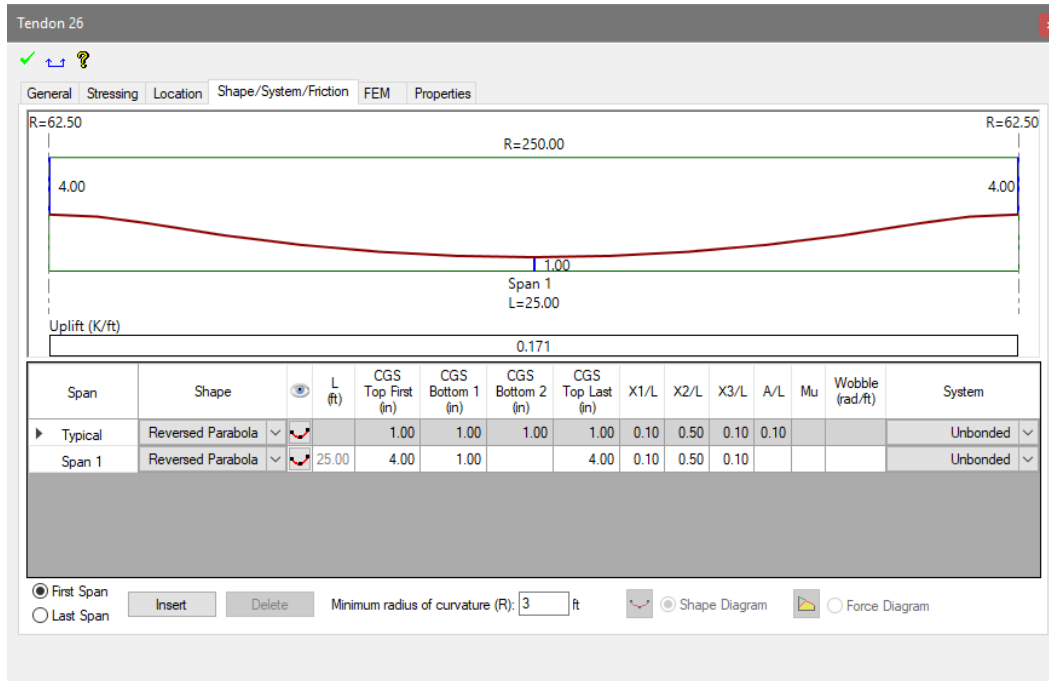 Tendon 26
General Stressing Location Shape/System/Friction FEM Properties
R=62.50 R=62.50
R=250.00
4.00 4.00
1.00
Span 1
L=25.00
Uplift (K/ft)
0.171
Span Shape L (ft) CGS Top First (in) CGS Bottom 1 (in) CGS Bottom 2 (in) CGS Top Last (in) X1/L X2/L X3/L A/L Mu Wobble (rad/ft) System
Typical Reversed Parabola 1.00 1.00 1.00 1.00 0.10 0.50 0.10 0.10 Unbonded
Span 1 Reversed Parabola 25.00 4.00 1.00 4.00 0.10 0.50 0.10 Unbonded
First Span
Insert Delete Minimum radius of curvature (R): 3 ft Shape Diagram Force Diagram
Last Span